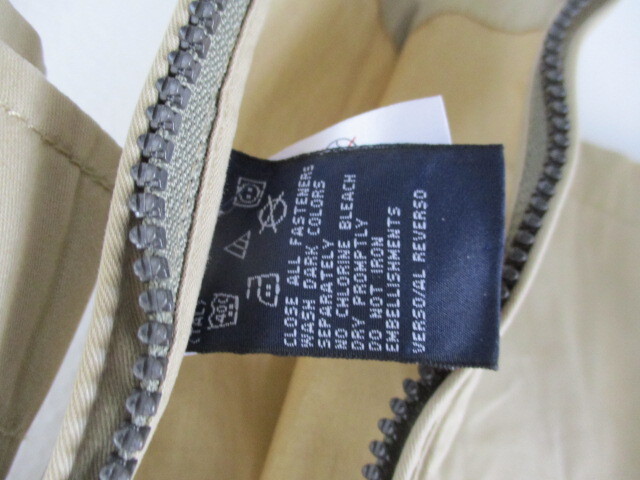 CLOSE ALL FASTENERS
WASH DARK COLORS
SEPARATELY
NO CHLORINE BLEACH
DRY PROMPTLY
DO NOT IRON
EMBELLISHMENTS
VERSO/AL REVERSO
40C